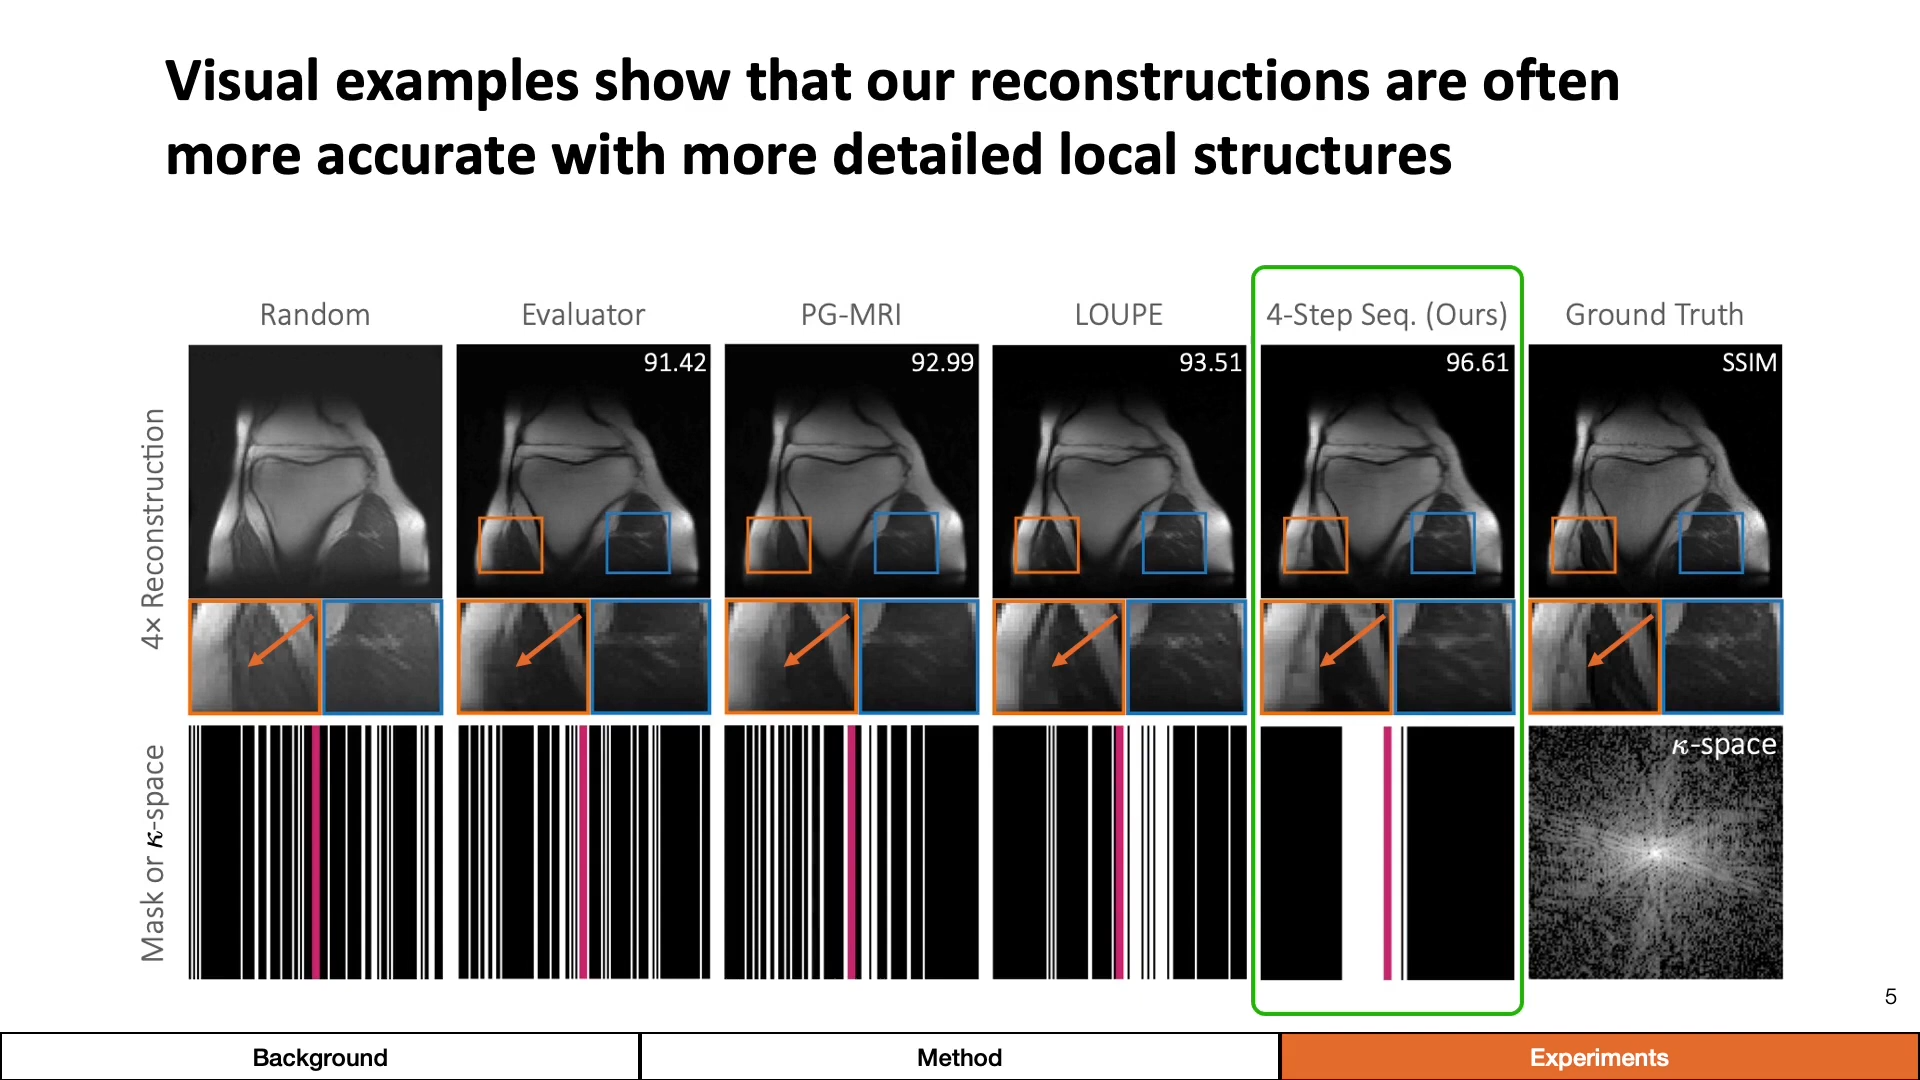 Visual examples show that our reconstructions are often
more accurate with more detailed local structures
Random
Evaluator
PG-MRI
LOUPE
4-Step Seq. (Ours)
Ground Truth
4× Reconstruction
91.42
92.99
93.51
96.61
SSIM
Mask or κ-space
κ-space
5
Background
Method
Experiments